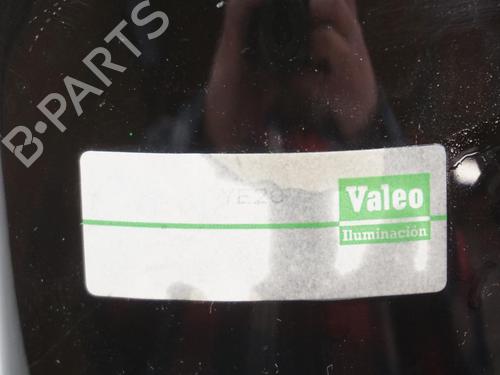 B·PARTS
YE20
Valeo
Iluminación